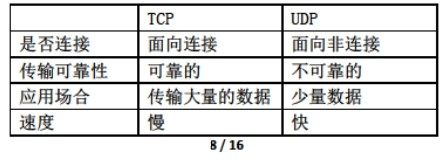 TCP UDP
是否连接 面向连接 面向非连接
传输可靠性 可靠的 不可靠的
应用场合 传输大量的数据 少量数据
速度 慢 快
8 / 16